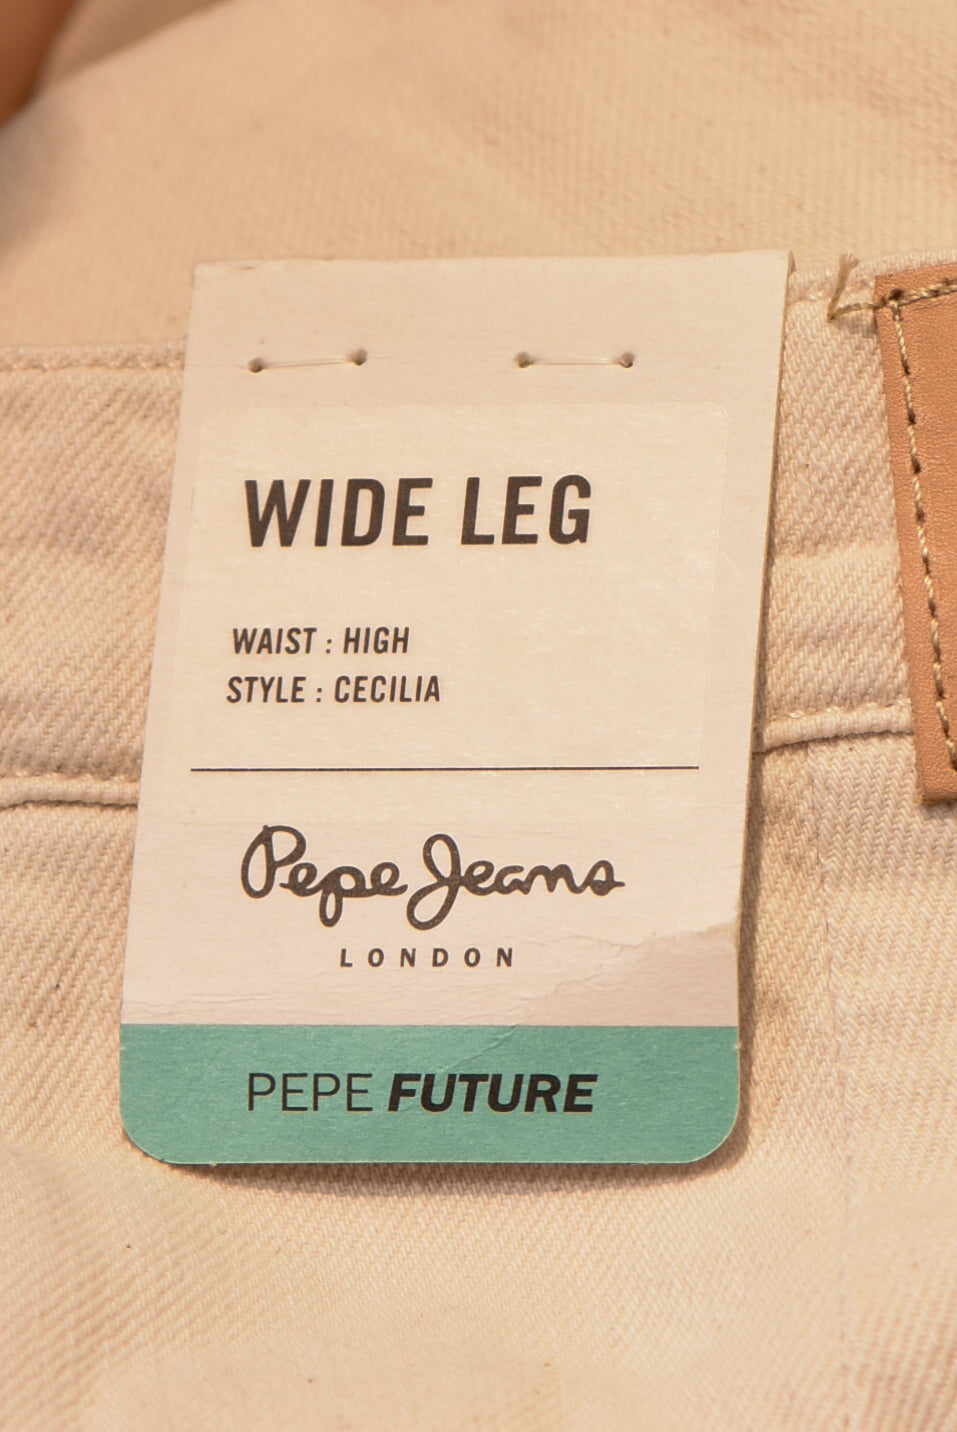 WIDE LEG
WAIST : HIGH
STYLE : CECILIA
Pepe Jeans
LONDON
PEPE FUTURE